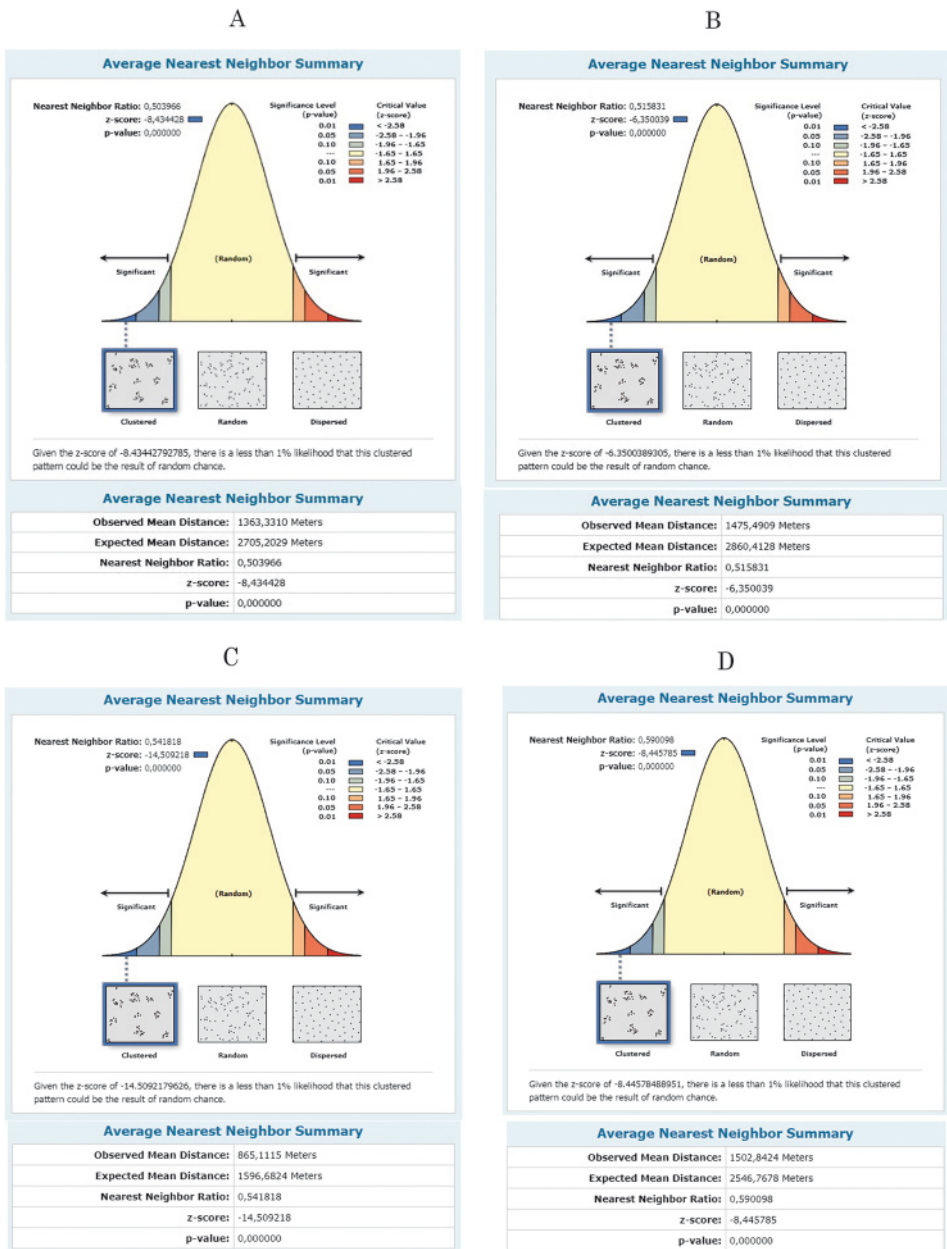 A
Average Nearest Neighbor Summary
Nearest Neighbor Ratio: 0,503966
z-score: -8,434428
p-value: 0,000000
Significance Level Critical Value
(p-value) (z-score)
0.01 < -2.58
0.05 -2.58 – -1.96
0.10 -1.96 – -1.65
--- -1.65 – 1.65
0.10 1.65 – 1.96
0.05 1.96 – 2.58
0.01 > 2.58
Significant (Random) Significant
Clustered Random Dispersed
Given the z-score of -8.43442792785, there is a less than 1% likelihood that this clustered
pattern could be the result of random chance.
Average Nearest Neighbor Summary
Observed Mean Distance: 1363,3310 Meters
Expected Mean Distance: 2705,2029 Meters
Nearest Neighbor Ratio: 0,503966
z-score: -8,434428
p-value: 0,000000
B
Average Nearest Neighbor Summary
Nearest Neighbor Ratio: 0,515831
z-score: -6,350039
p-value: 0,000000
Significance Level Critical Value
(p-value) (z-score)
0.01 < -2.58
0.05 -2.58 – -1.96
0.10 -1.96 – -1.65
--- -1.65 – 1.65
0.10 1.65 – 1.96
0.05 1.96 – 2.58
0.01 > 2.58
Significant (Random) Significant
Clustered Random Dispersed
Given the z-score of -6.3500389305, there is a less than 1% likelihood that this clustered
pattern could be the result of random chance.
Average Nearest Neighbor Summary
Observed Mean Distance: 1475,4909 Meters
Expected Mean Distance: 2860,4128 Meters
Nearest Neighbor Ratio: 0,515831
z-score: -6,350039
p-value: 0,000000
C
Average Nearest Neighbor Summary
Nearest Neighbor Ratio: 0,541818
z-score: -14,509218
p-value: 0,000000
Significance Level Critical Value
(p-value) (z-score)
0.01 < -2.58
0.05 -2.58 – -1.96
0.10 -1.96 – -1.65
--- -1.65 – 1.65
0.10 1.65 – 1.96
0.05 1.96 – 2.58
0.01 > 2.58
Significant (Random) Significant
Clustered Random Dispersed
Given the z-score of -14.5092179626, there is a less than 1% likelihood that this clustered
pattern could be the result of random chance.
Average Nearest Neighbor Summary
Observed Mean Distance: 865,1115 Meters
Expected Mean Distance: 1596,6824 Meters
Nearest Neighbor Ratio: 0,541818
z-score: -14,509218
p-value: 0,000000
D
Average Nearest Neighbor Summary
Nearest Neighbor Ratio: 0,590098
z-score: -8,445785
p-value: 0,000000
Significance Level Critical Value
(p-value) (z-score)
0.01 < -2.58
0.05 -2.58 – -1.96
0.10 -1.96 – -1.65
--- -1.65 – 1.65
0.10 1.65 – 1.96
0.05 1.96 – 2.58
0.01 > 2.58
Significant (Random) Significant
Clustered Random Dispersed
Given the z-score of -8.44578488951, there is a less than 1% likelihood that this clustered
pattern could be the result of random chance.
Average Nearest Neighbor Summary
Observed Mean Distance: 1502,8424 Meters
Expected Mean Distance: 2546,7678 Meters
Nearest Neighbor Ratio: 0,590098
z-score: -8,445785
p-value: 0,000000